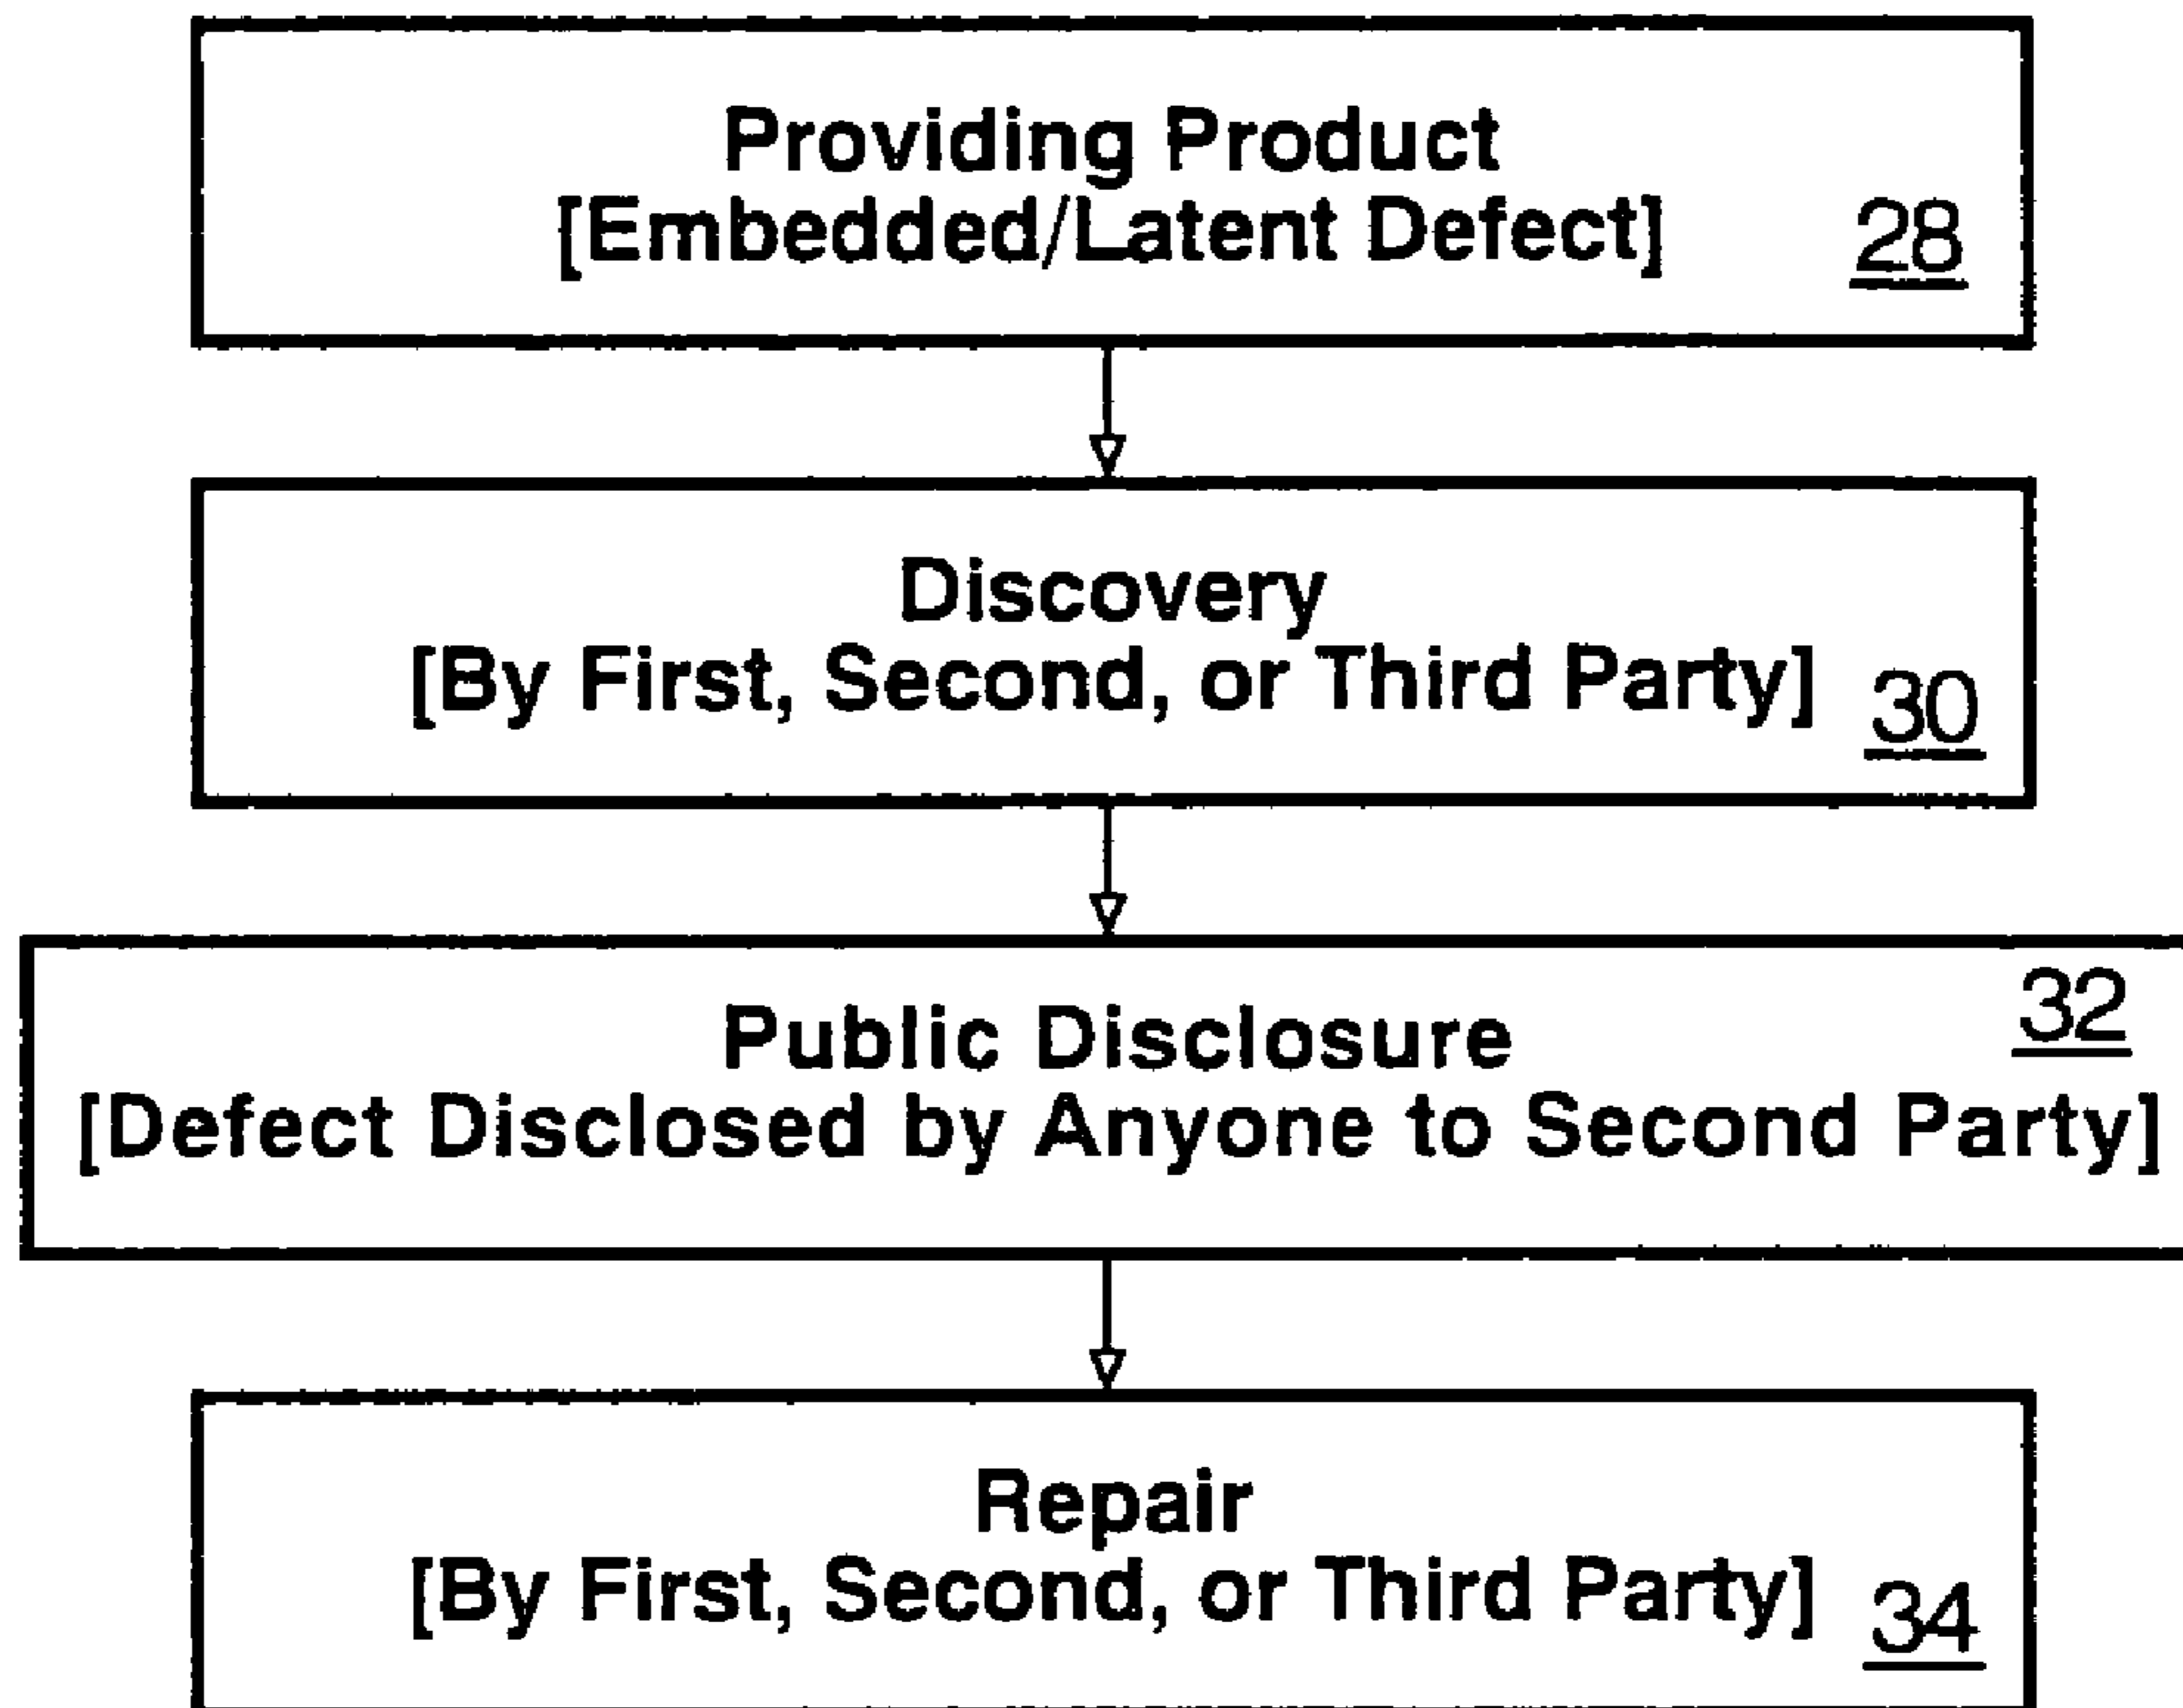 Providing Product
[Embedded/Latent Defect]
28
Discovery
[By First, Second, or Third Party]
30
32
Public Disclosure
[Defect Disclosed by Anyone to Second Party]
Repair
[By First, Second, or Third Party]
34